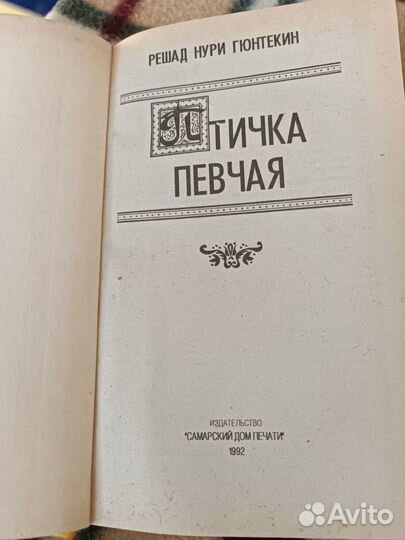 РЕШАД НУРИ ГЮНТЕКИН
ПТИЧКА
ПЕВЧАЯ
ИЗДАТЕЛЬСТВО
"САМАРСКИЙ ДОМ ПЕЧАТИ"
1992
Avito